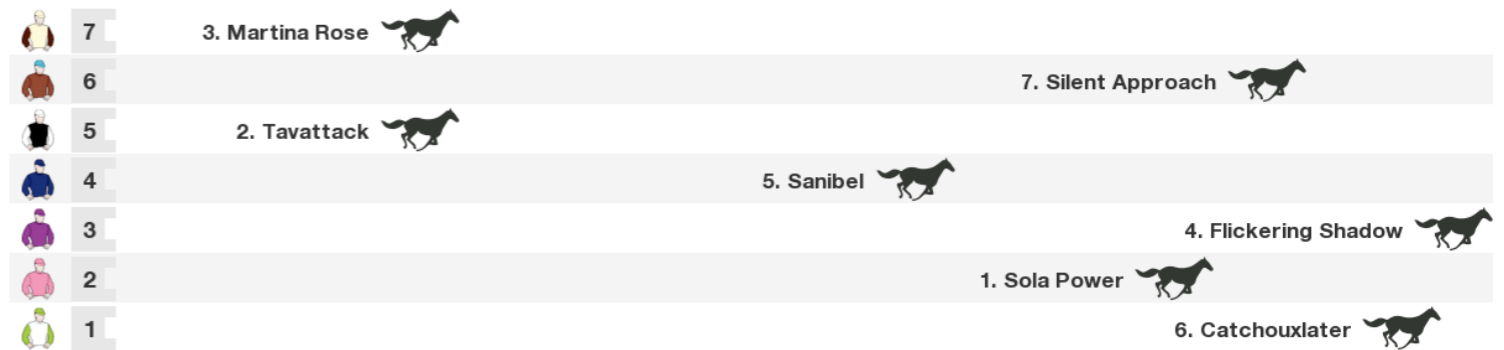 7 3. Martina Rose
6 7. Silent Approach
5 2. Tavattack
4 5. Sanibel
3 4. Flickering Shadow
2 1. Sola Power
1 6. Catchouxlater